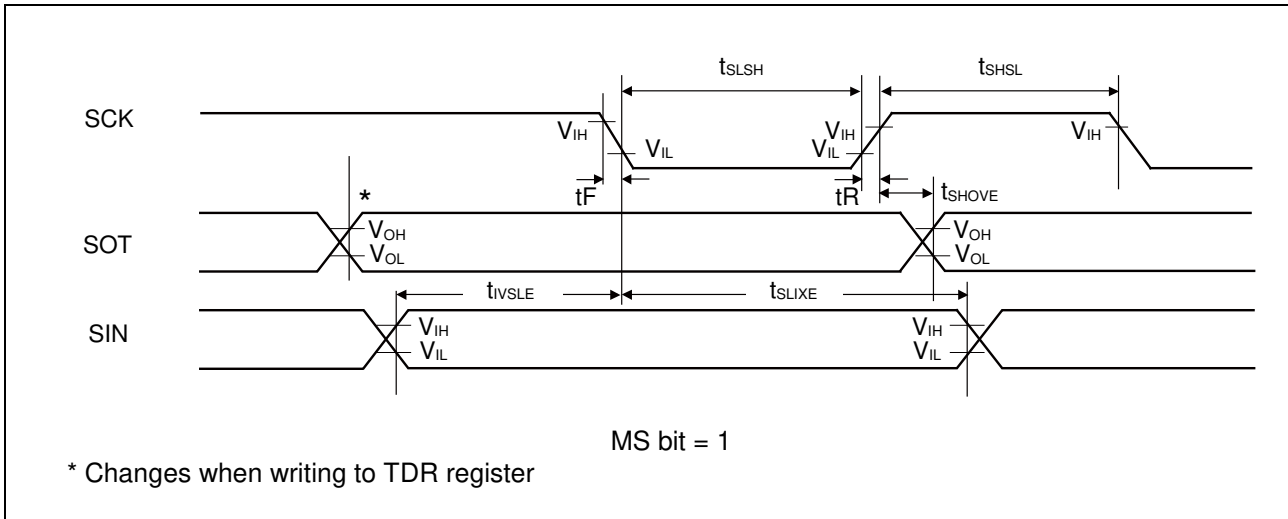 tSLSH
tSHSL
SCK
VIH
VIL
VIH
VIL
VIH
tF
tR
tSHOVE
*
SOT
VOH
VOL
VOH
VOL
tIVSLE
tSLIXE
SIN
VIH
VIL
VIH
VIL
MS bit = 1
* Changes when writing to TDR register